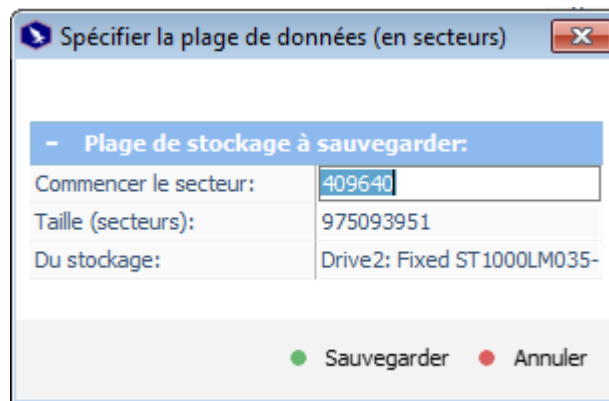 Spécifier la plage de données (en secteurs)
− Plage de stockage à sauvegarder:
Commencer le secteur: 409640
Taille (secteurs): 975093951
Du stockage: Drive2: Fixed ST1000LM035-
Sauvegarder Annuler